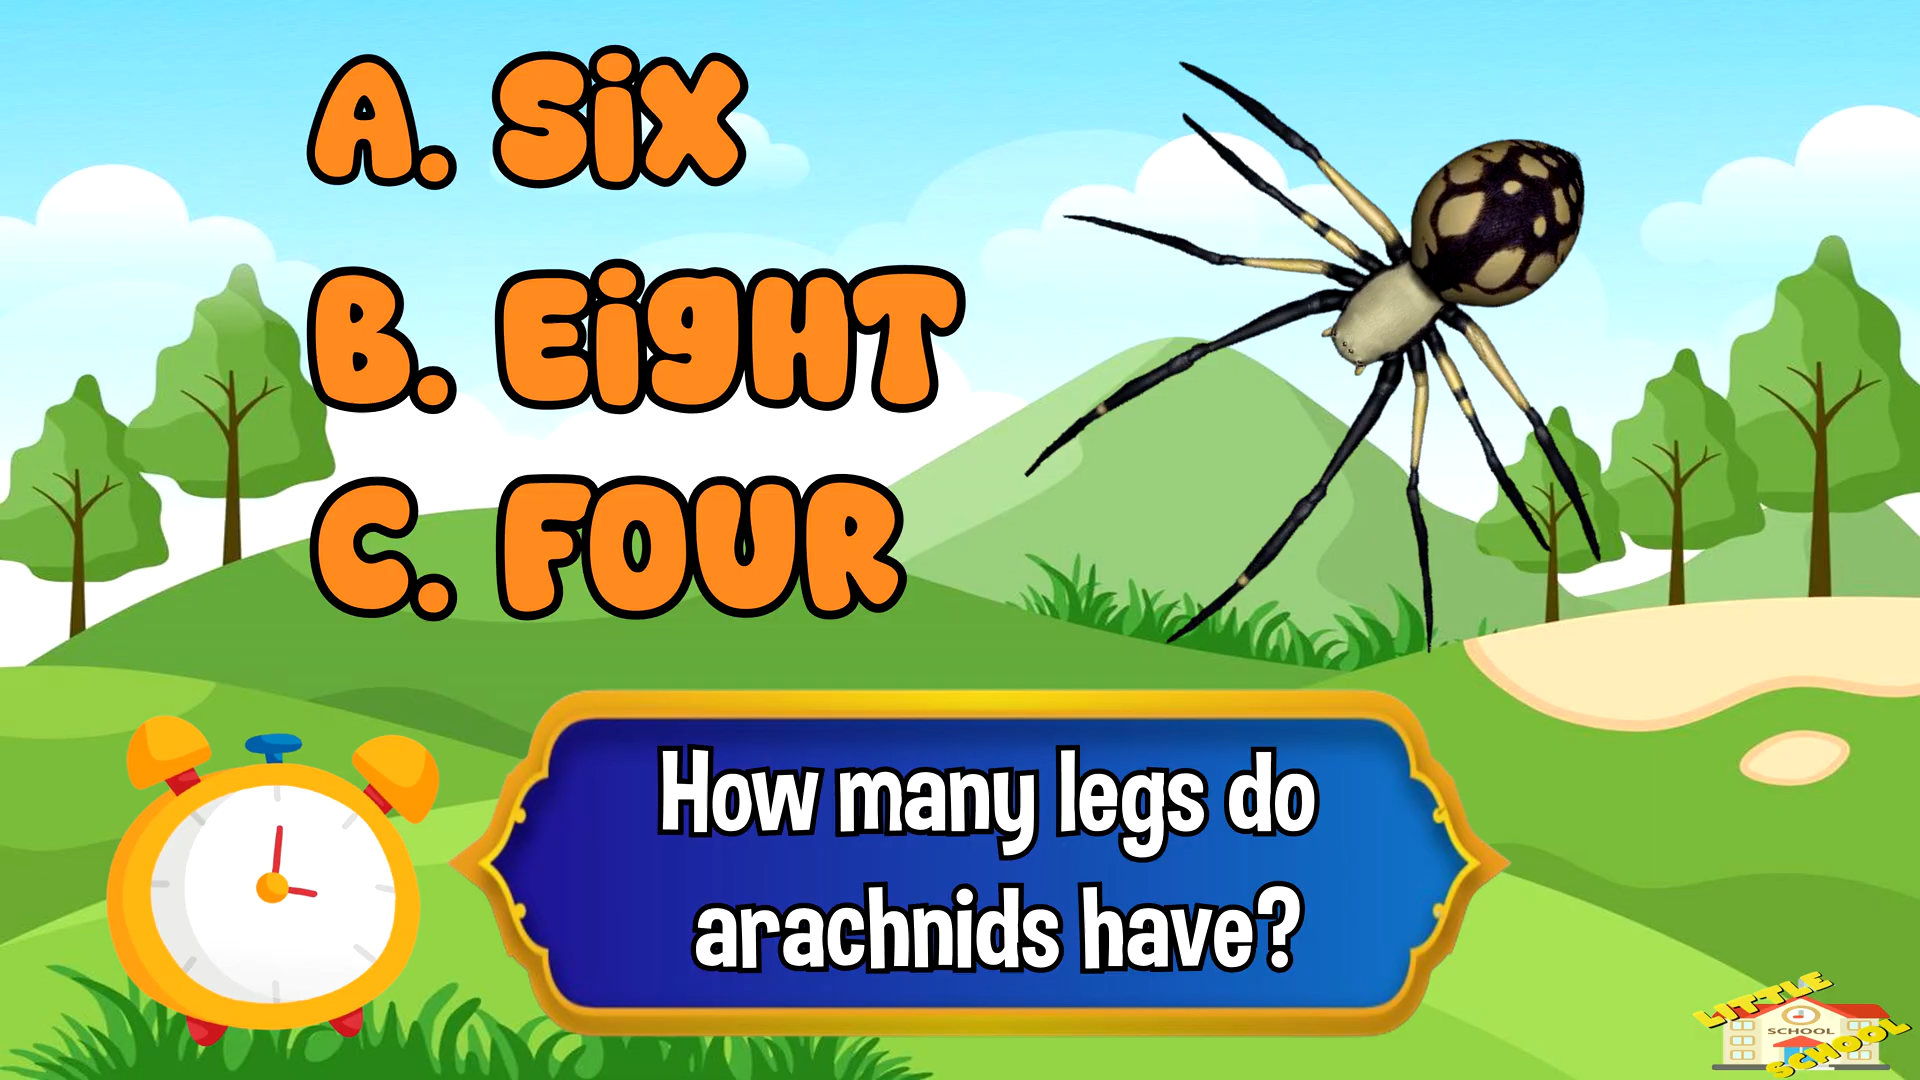 A. Six
B. EigHT
C. FOUR
How many legs do
arachnids have?
LITTLE
SCHOOL
SCHOOL